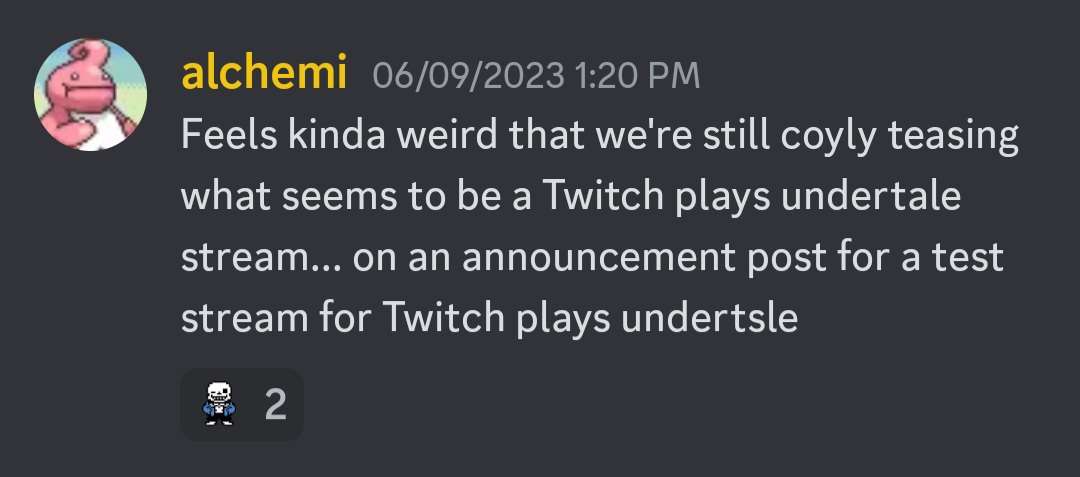 alchemi 06/09/2023 1:20 PM
Feels kinda weird that we're still coyly teasing
what seems to be a Twitch plays undertale
stream... on an announcement post for a test
stream for Twitch plays undertsle
2